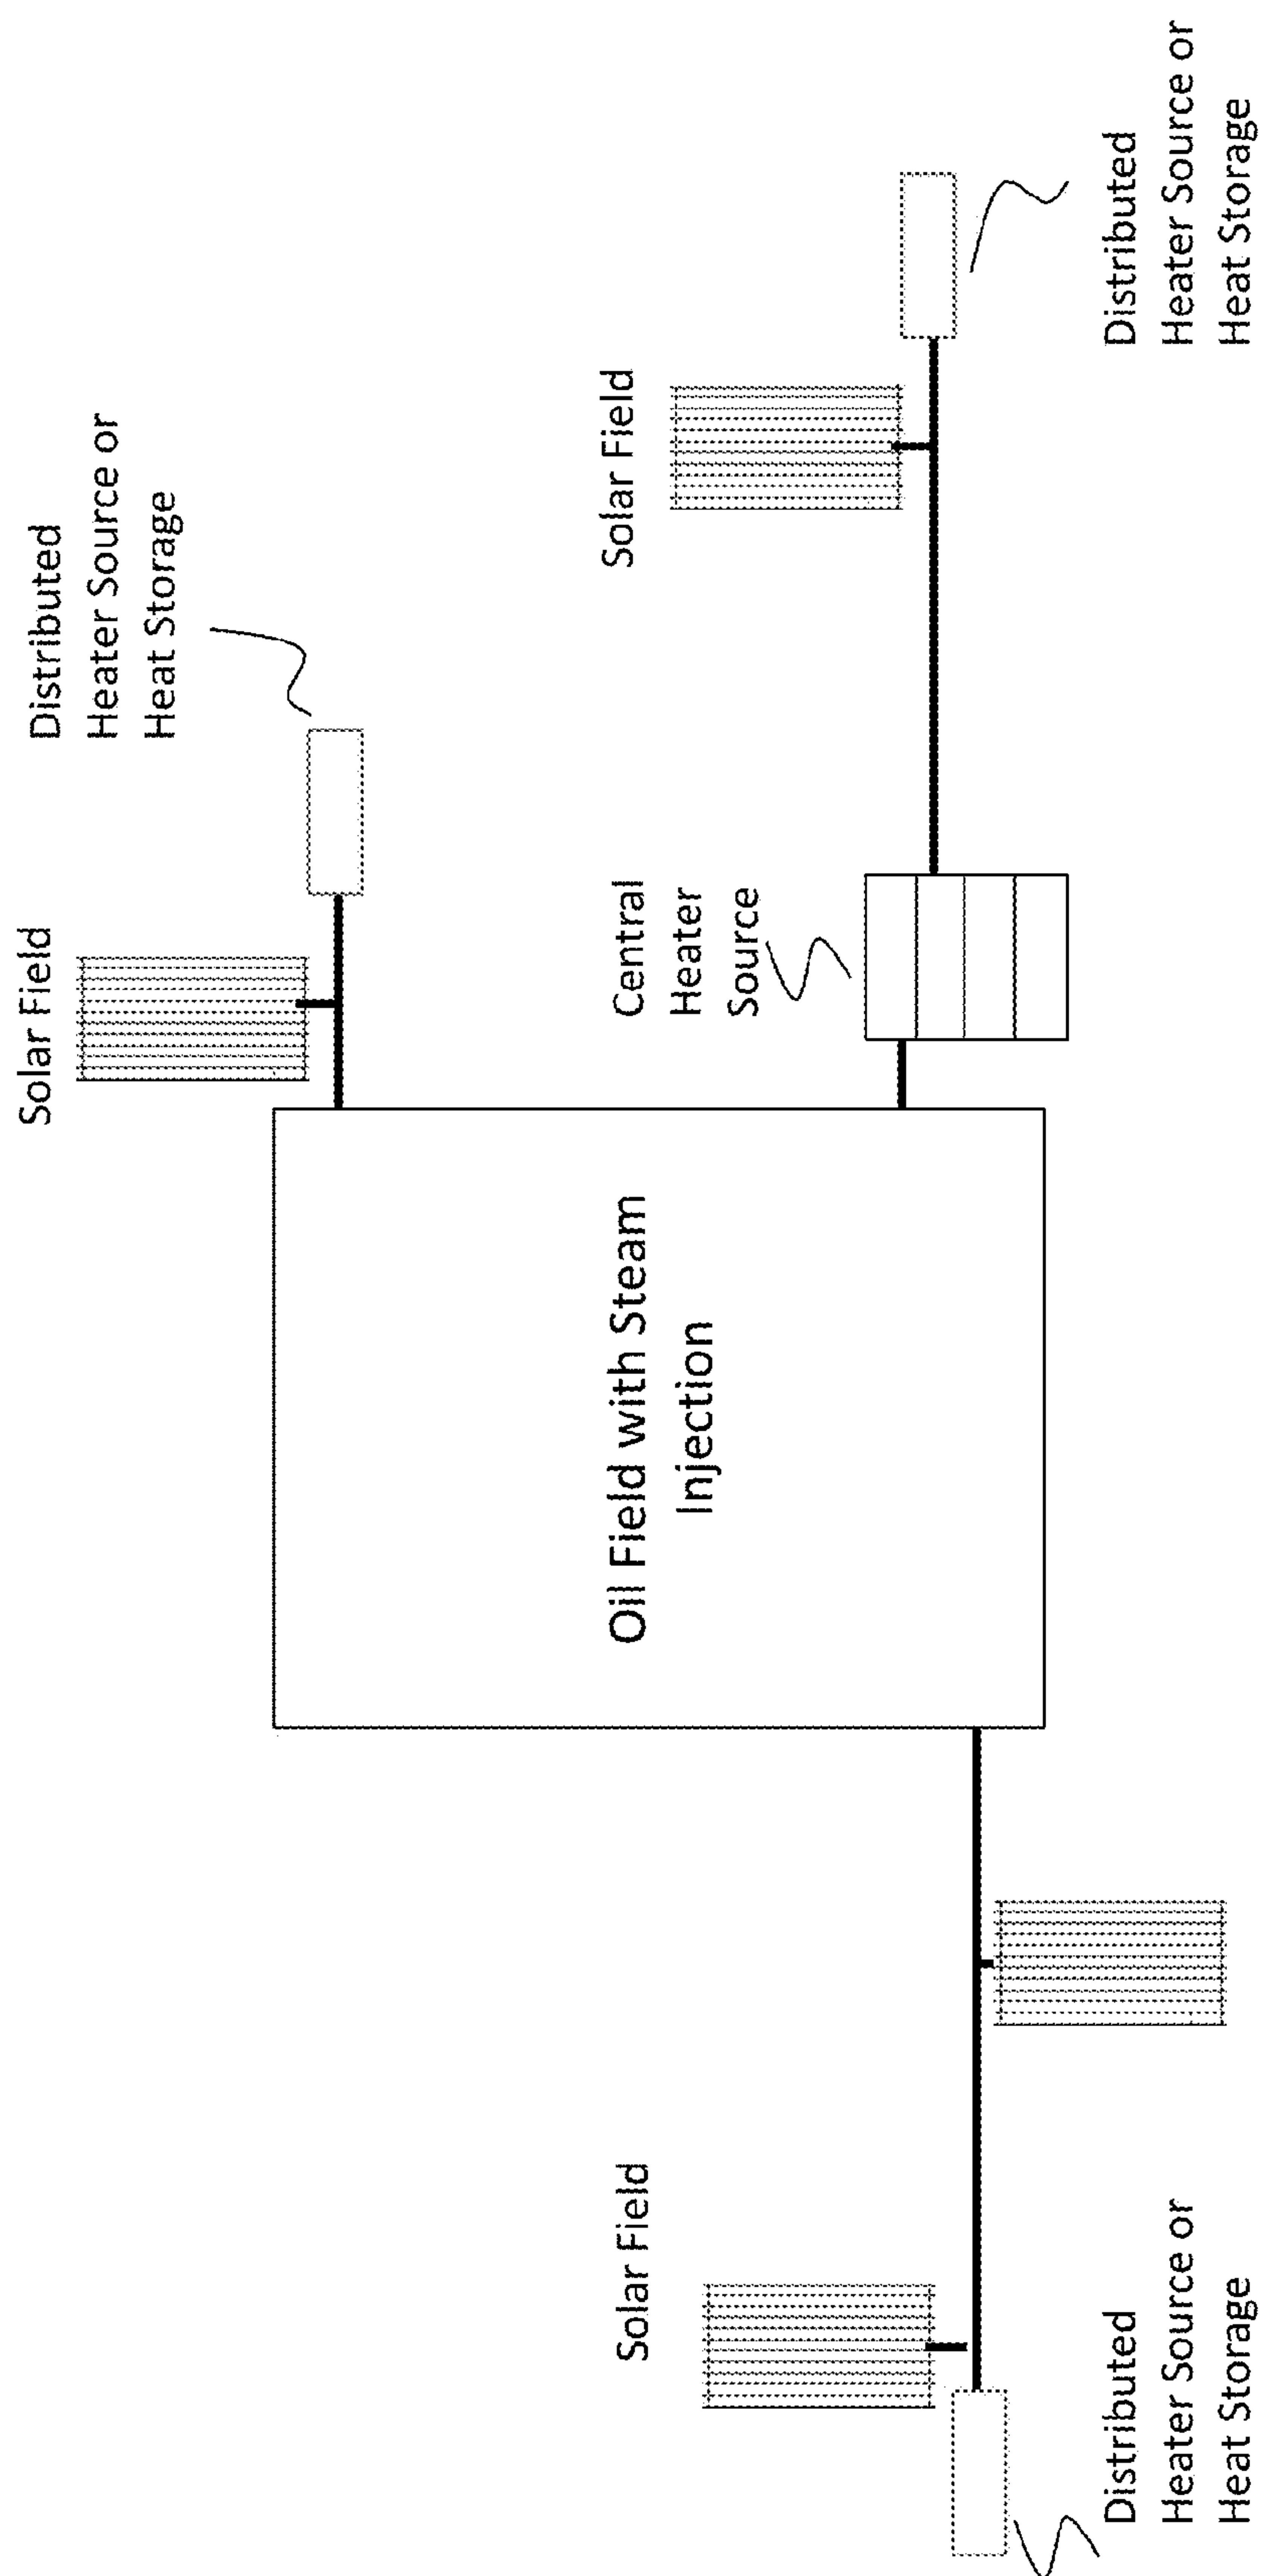 Solar Field
Distributed
Heater Source or
Heat Storage
Oil Field with Steam
Injection
Solar Field
Central
Heater
Source
Solar Field
Distributed
Heater Source or
Heat Storage
Distributed
Heater Source or
Heat Storage